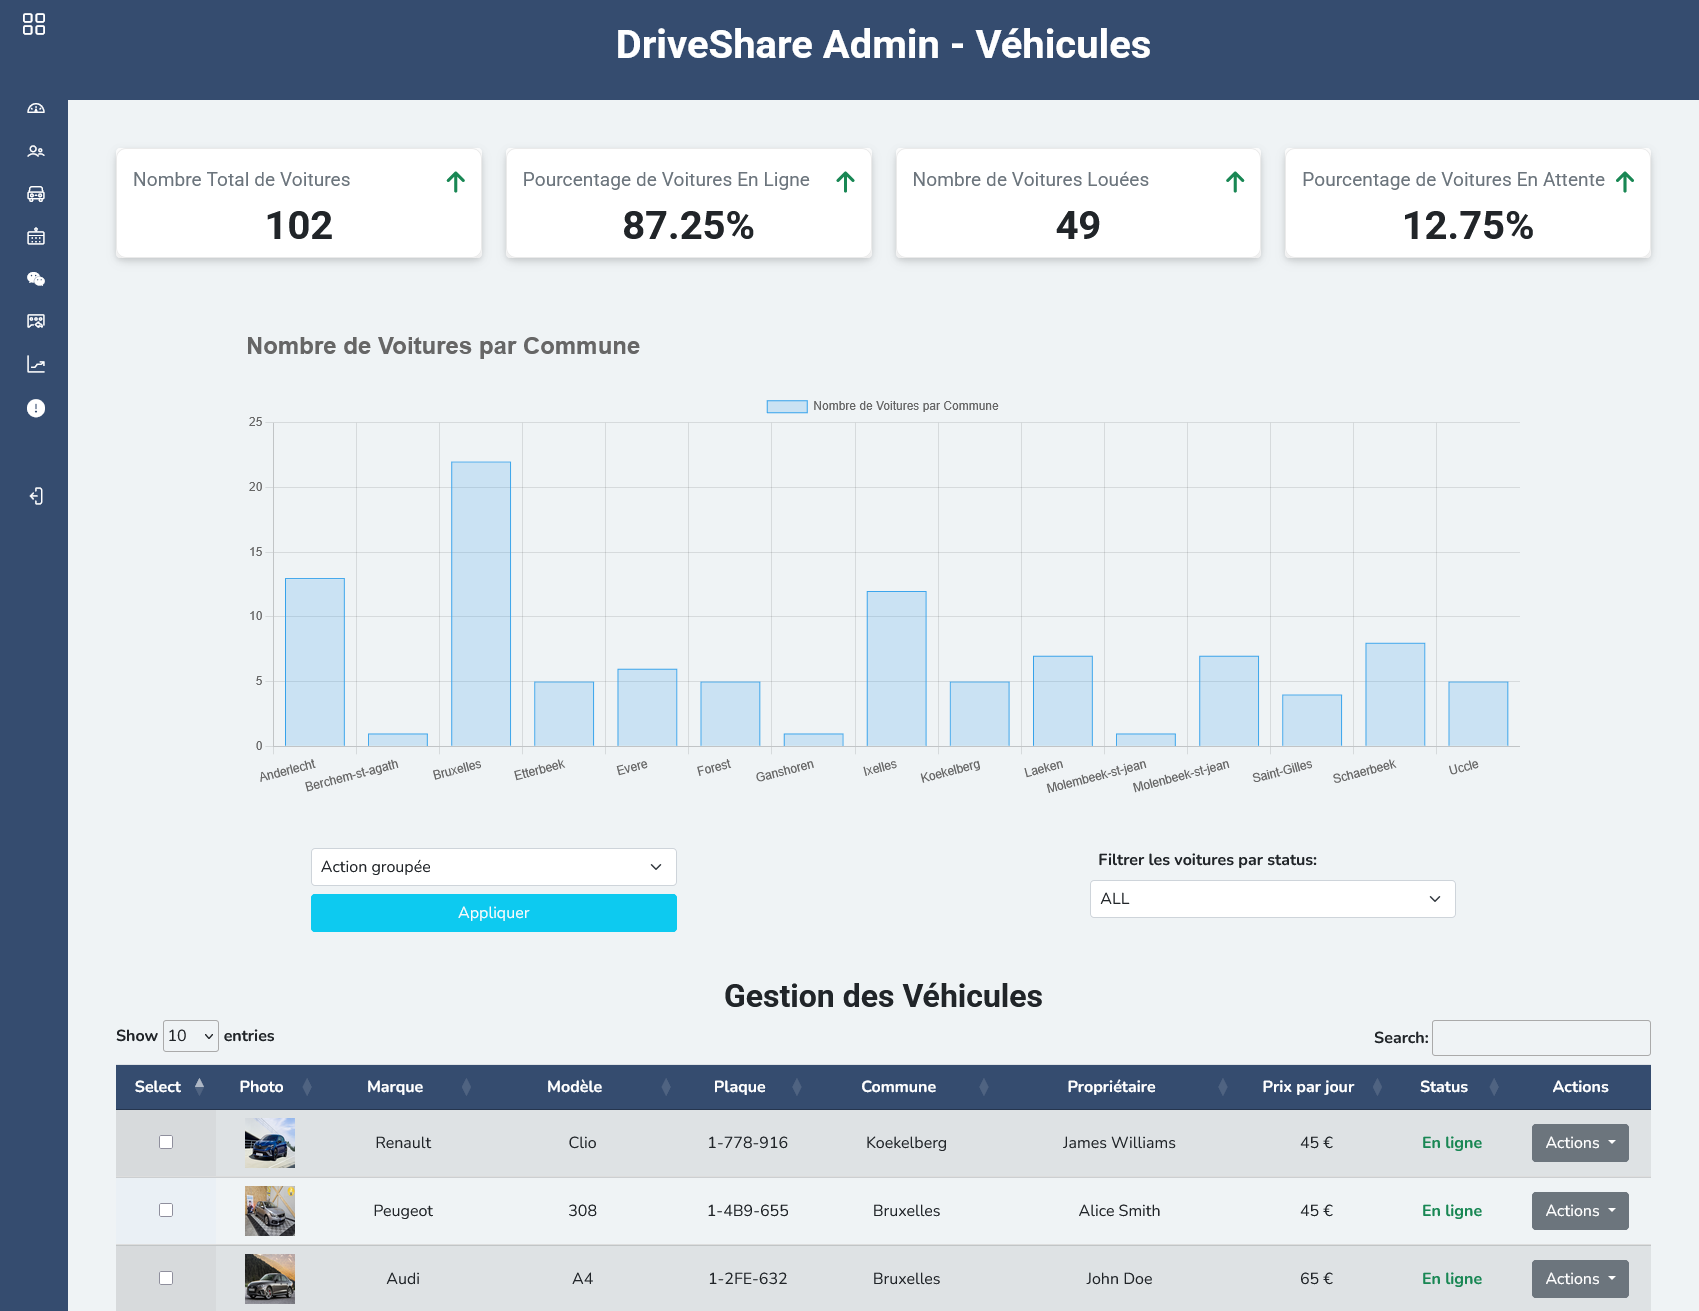 DriveShare Admin - Véhicules
Nombre Total de Voitures
102
Pourcentage de Voitures En Ligne
87.25%
Nombre de Voitures Louées
49
Pourcentage de Voitures En Attente
12.75%
Nombre de Voitures par Commune
Nombre de Voitures par Commune
25
20
15
10
5
0
Anderlecht
Berchem-st-agath
Bruxelles
Etterbeek
Evere
Forest
Ganshoren
Ixelles
Koekelberg
Laeken
Molembeek-st-jean
Molenbeek-st-jean
Saint-Gilles
Schaerbeek
Uccle
Action groupée
Appliquer
Filtrer les voitures par status:
ALL
Gestion des Véhicules
Show 10 entries
Search:
Select Photo Marque Modèle Plaque Commune Propriétaire Prix par jour Status Actions
Renault Clio 1-778-916 Koekelberg James Williams 45 € En ligne Actions
Peugeot 308 1-4B9-655 Bruxelles Alice Smith 45 € En ligne Actions
Audi A4 1-2FE-632 Bruxelles John Doe 65 € En ligne Actions